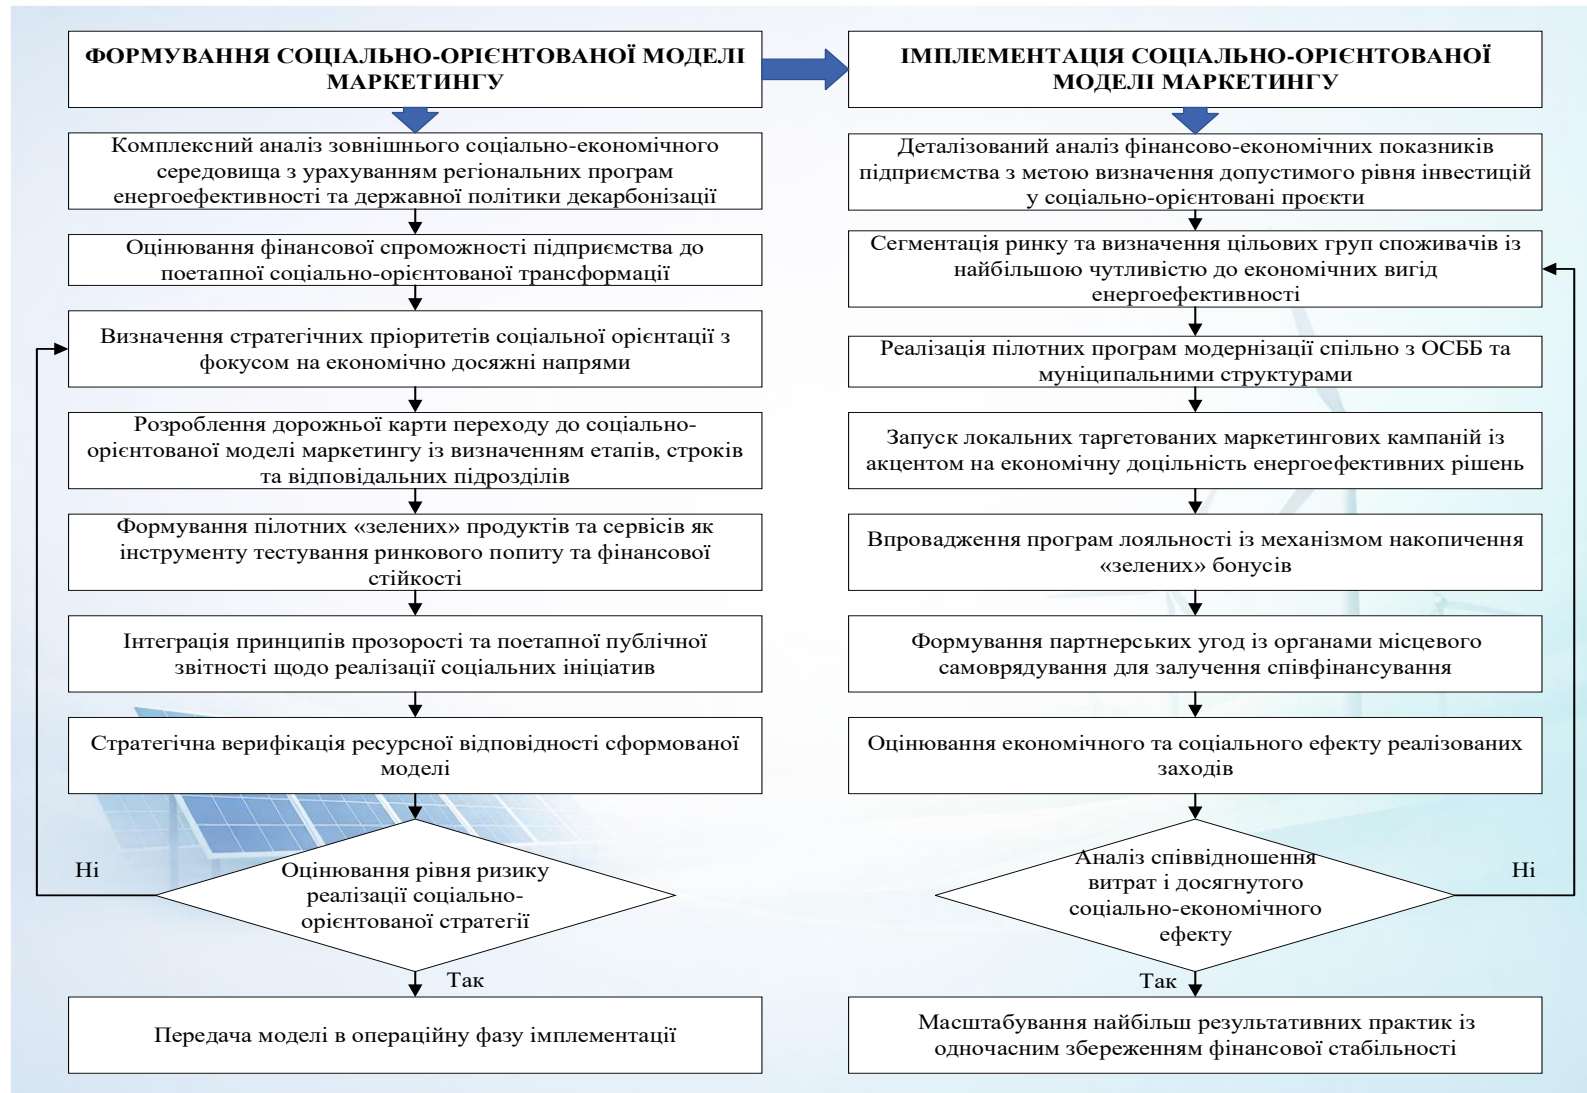 ФОРМУВАННЯ СОЦІАЛЬНО-ОРІЄНТОВАНОЇ МОДЕЛІ
МАРКЕТИНГУ
Комплексний аналіз зовнішнього соціально-економічного
середовища з урахуванням регіональних програм
енергоефективності та державної політики декарбонізації
Оцінювання фінансової спроможності підприємства до
поетапної соціально-орієнтованої трансформації
Визначення стратегічних пріоритетів соціальної орієнтації з
фокусом на економічно досяжні напрями
Розроблення дорожньої карти переходу до соціально-
орієнтованої моделі маркетингу із визначенням етапів, строків
та відповідальних підрозділів
Формування пілотних «зелених» продуктів та сервісів як
інструменту тестування ринкового попиту та фінансової
стійкості
Інтеграція принципів прозорості та поетапної публічної
звітності щодо реалізації соціальних ініціатив
Стратегічна верифікація ресурсної відповідності сформованої
моделі
Ні
Оцінювання рівня ризику
реалізації соціально-
орієнтованої стратегії
Так
Передача моделі в операційну фазу імплементації
ІМПЛЕМЕНТАЦІЯ СОЦІАЛЬНО-ОРІЄНТОВАНОЇ
МОДЕЛІ МАРКЕТИНГУ
Деталізований аналіз фінансово-економічних показників
підприємства з метою визначення допустимого рівня інвестицій
у соціально-орієнтовані проєкти
Сегментація ринку та визначення цільових груп споживачів із
найбільшою чутливістю до економічних вигід
енергоефективності
Реалізація пілотних програм модернізації спільно з ОСББ та
муніципальними структурами
Запуск локальних таргетованих маркетингових кампаній із
акцентом на економічну доцільність енергоефективних рішень
Впровадження програм лояльності із механізмом накопичення
«зелених» бонусів
Формування партнерських угод із органами місцевого
самоврядування для залучення співфінансування
Оцінювання економічного та соціального ефекту реалізованих
заходів
Аналіз співвідношення
витрат і досягнутого
соціально-економічного
ефекту
Ні
Так
Масштабування найбільш результативних практик із
одночасним збереженням фінансової стабільності